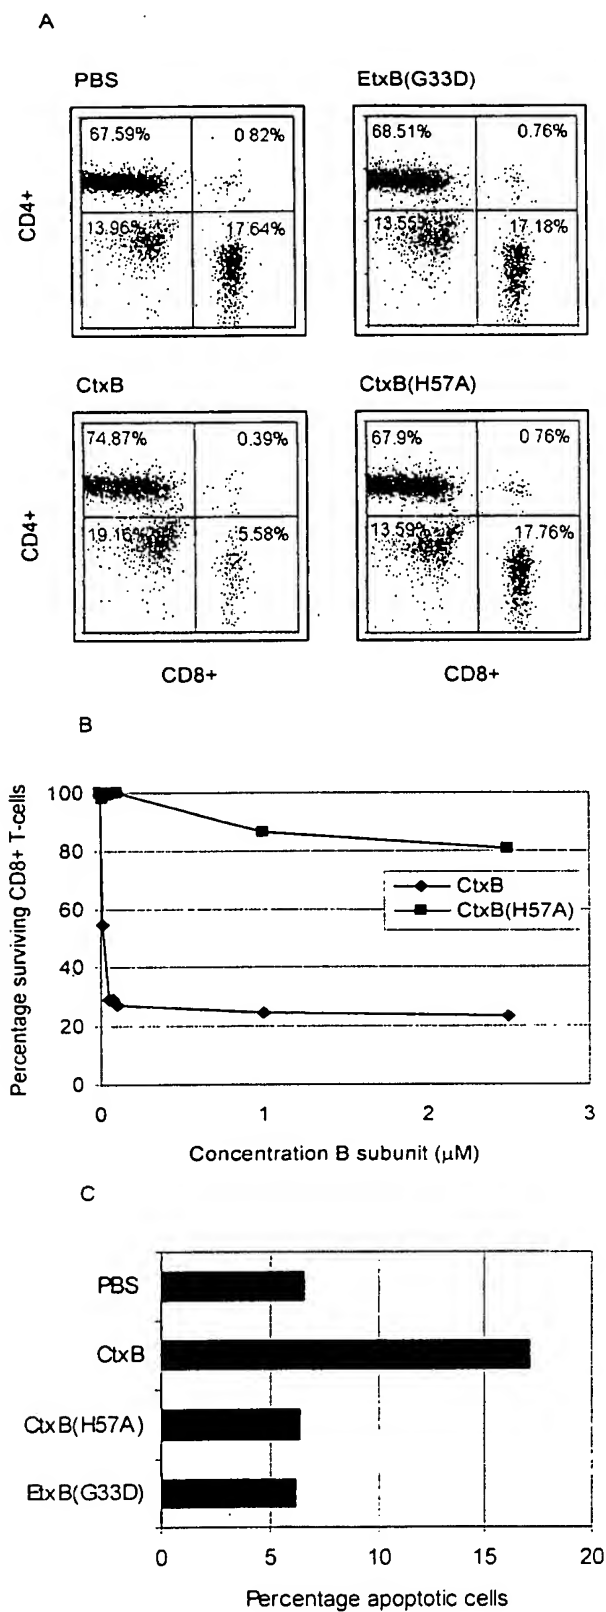 A
PBS
EtxB(G33D)
67.59% 0.82%
68.51% 0.76%
CD4+
13.96% 17.64%
13.55% 17.18%
CtxB
CtxB(H57A)
74.87% 0.39%
67.9% 0.76%
CD4+
19.16% 5.58%
13.59% 17.76%
CD8+
CD8+
B
Percentage surviving CD8+ T-cells
100
80
60
40
20
0
CtxB
CtxB(H57A)
0 1 2 3
Concentration B subunit (μM)
C
PBS
CtxB
CtxB(H57A)
EtxB(G33D)
0 5 10 15 20
Percentage apoptotic cells